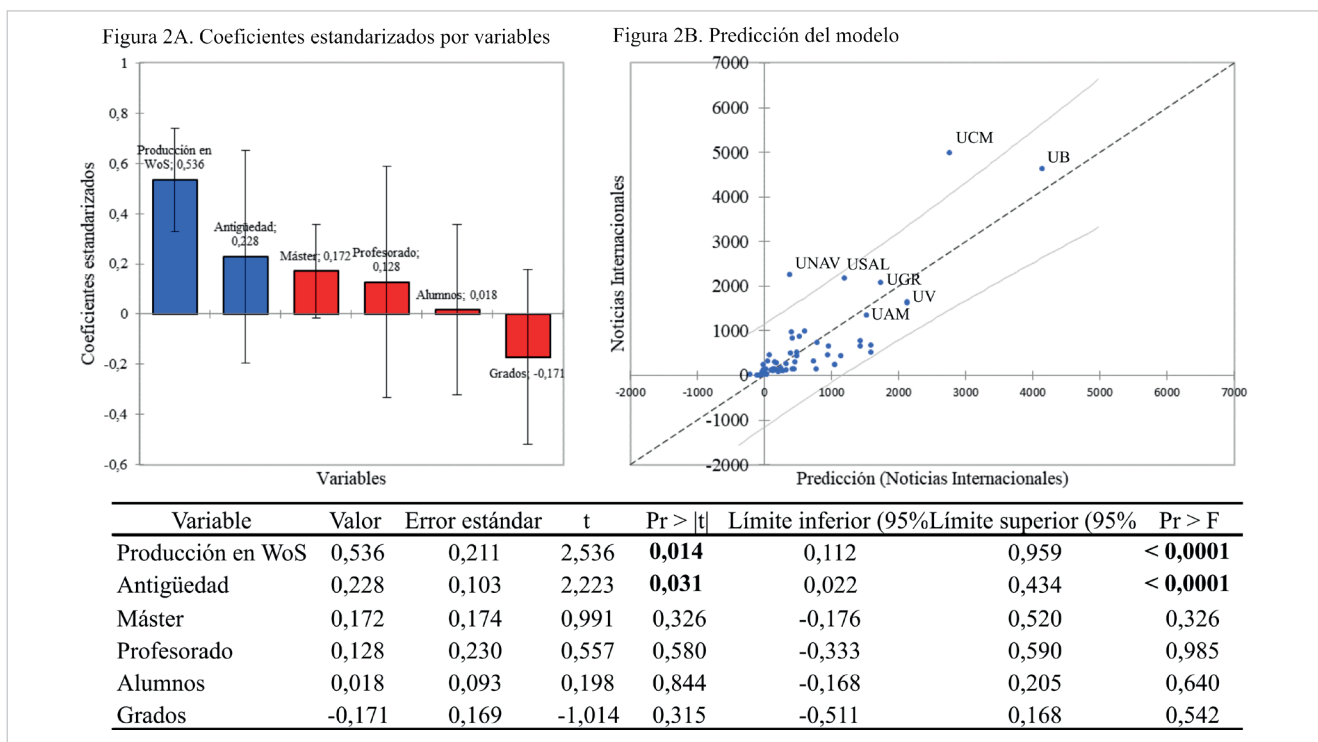 Figura 2A. Coeficientes estandarizados por variables
1
0,8
0,6
0,4
0,2
0
-0,2
-0,4
-0,6
Coeficientes estandarizados
Producción en
WoS; 0,536
Antigüedad;
0,228
Máster; 0,172
Profesorado;
0,128
Alumnos; 0,018
Grados; -0,171
Variables
Figura 2B. Predicción del modelo
7000
6000
5000
4000
3000
2000
1000
0
-1000
-2000
Noticias Internacionales
UCM
UB
UNAV
USAL
UGR
UV
UAM
-2000 -1000 0 1000 2000 3000 4000 5000 6000 7000
Predicción (Noticias Internacionales)
Variable Valor Error estándar t Pr > |t| Límite inferior (95% Límite superior (95% Pr > F
Producción en WoS 0,536 0,211 2,536 0,014 0,112 0,959 < 0,0001
Antigüedad 0,228 0,103 2,223 0,031 0,022 0,434 < 0,0001
Máster 0,172 0,174 0,991 0,326 -0,176 0,520 0,326
Profesorado 0,128 0,230 0,557 0,580 -0,333 0,590 0,985
Alumnos 0,018 0,093 0,198 0,844 -0,168 0,205 0,640
Grados -0,171 0,169 -1,014 0,315 -0,511 0,168 0,542